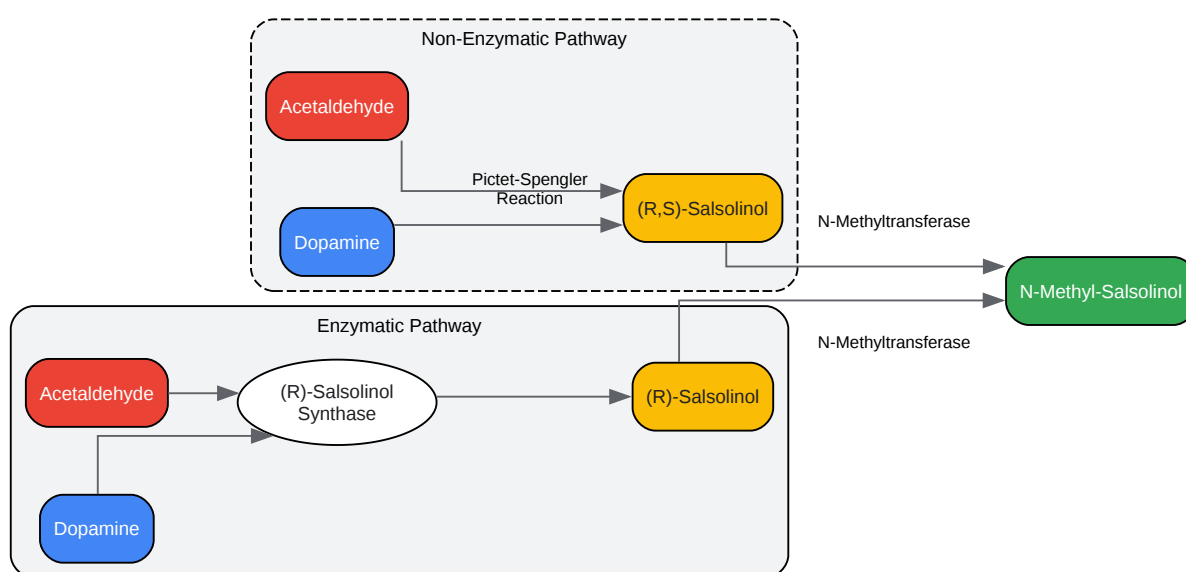 Non-Enzymatic Pathway
Acetaldehyde
Pictet-Spengler
Reaction
(R,S)-Salsolinol
N-Methyltransferase
Dopamine
N-Methyl-Salsolinol
Enzymatic Pathway
N-Methyltransferase
Acetaldehyde
(R)-Salsolinol
Synthase
(R)-Salsolinol
Dopamine